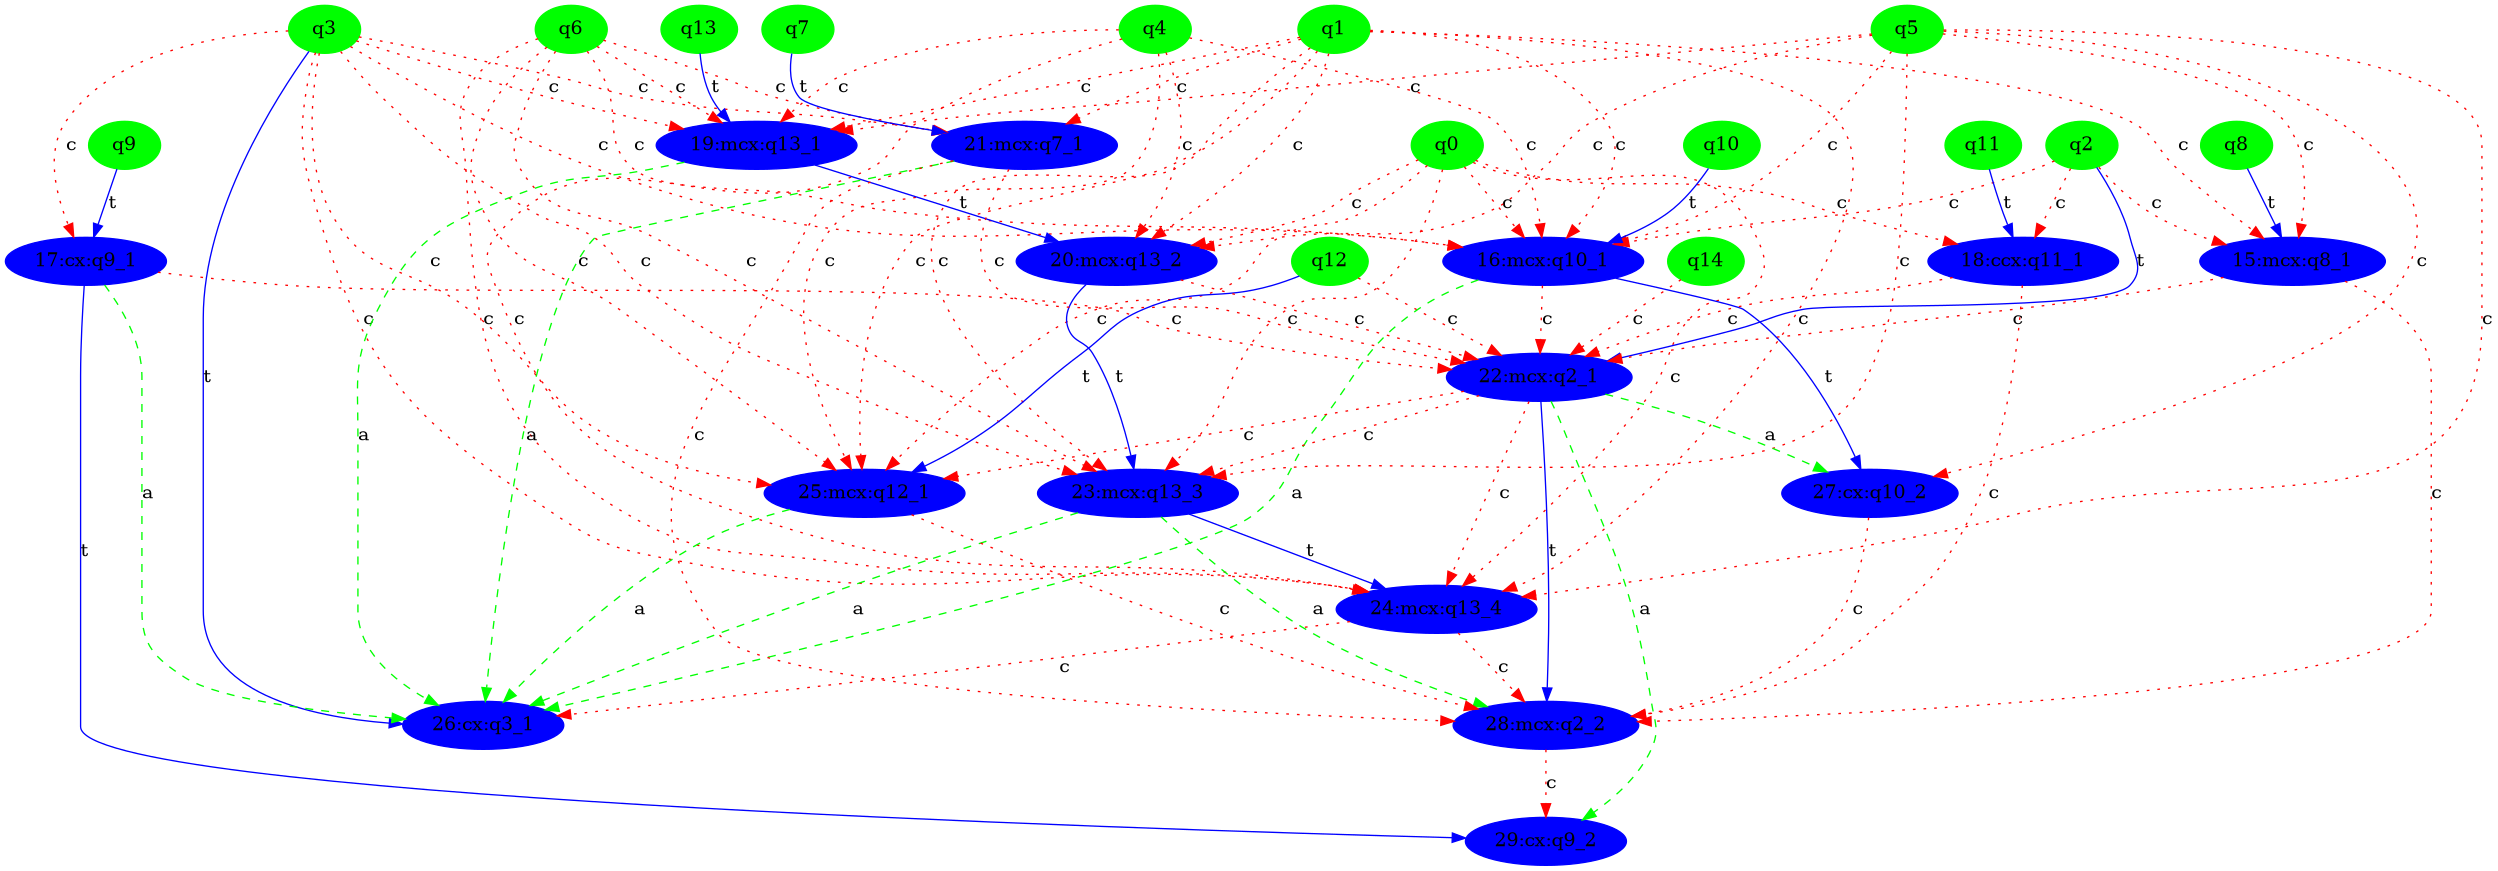 q3 q6 q13 q7 q4 q1 q5
c c t c t c c c c
q9 19:mcx:q13_1 21:mcx:q7_1 q0 q10 q11 q2 q8
c c c c c c c c c
t t c t c c t c t
17:cx:q9_1 20:mcx:q13_2 q12 16:mcx:q10_1 q14 18:ccx:q11_1 15:mcx:q8_1
c c c c c c c c t c
c c c c c c c c c c c c c c
t t t 22:mcx:q2_1 c t
a a c c c a
25:mcx:q12_1 23:mcx:q13_3 27:cx:q10_2
a a c
t t t
a a c a 24:mcx:q13_4 c a c
c c
26:cx:q3_1 28:mcx:q2_2
c
29:cx:q9_2